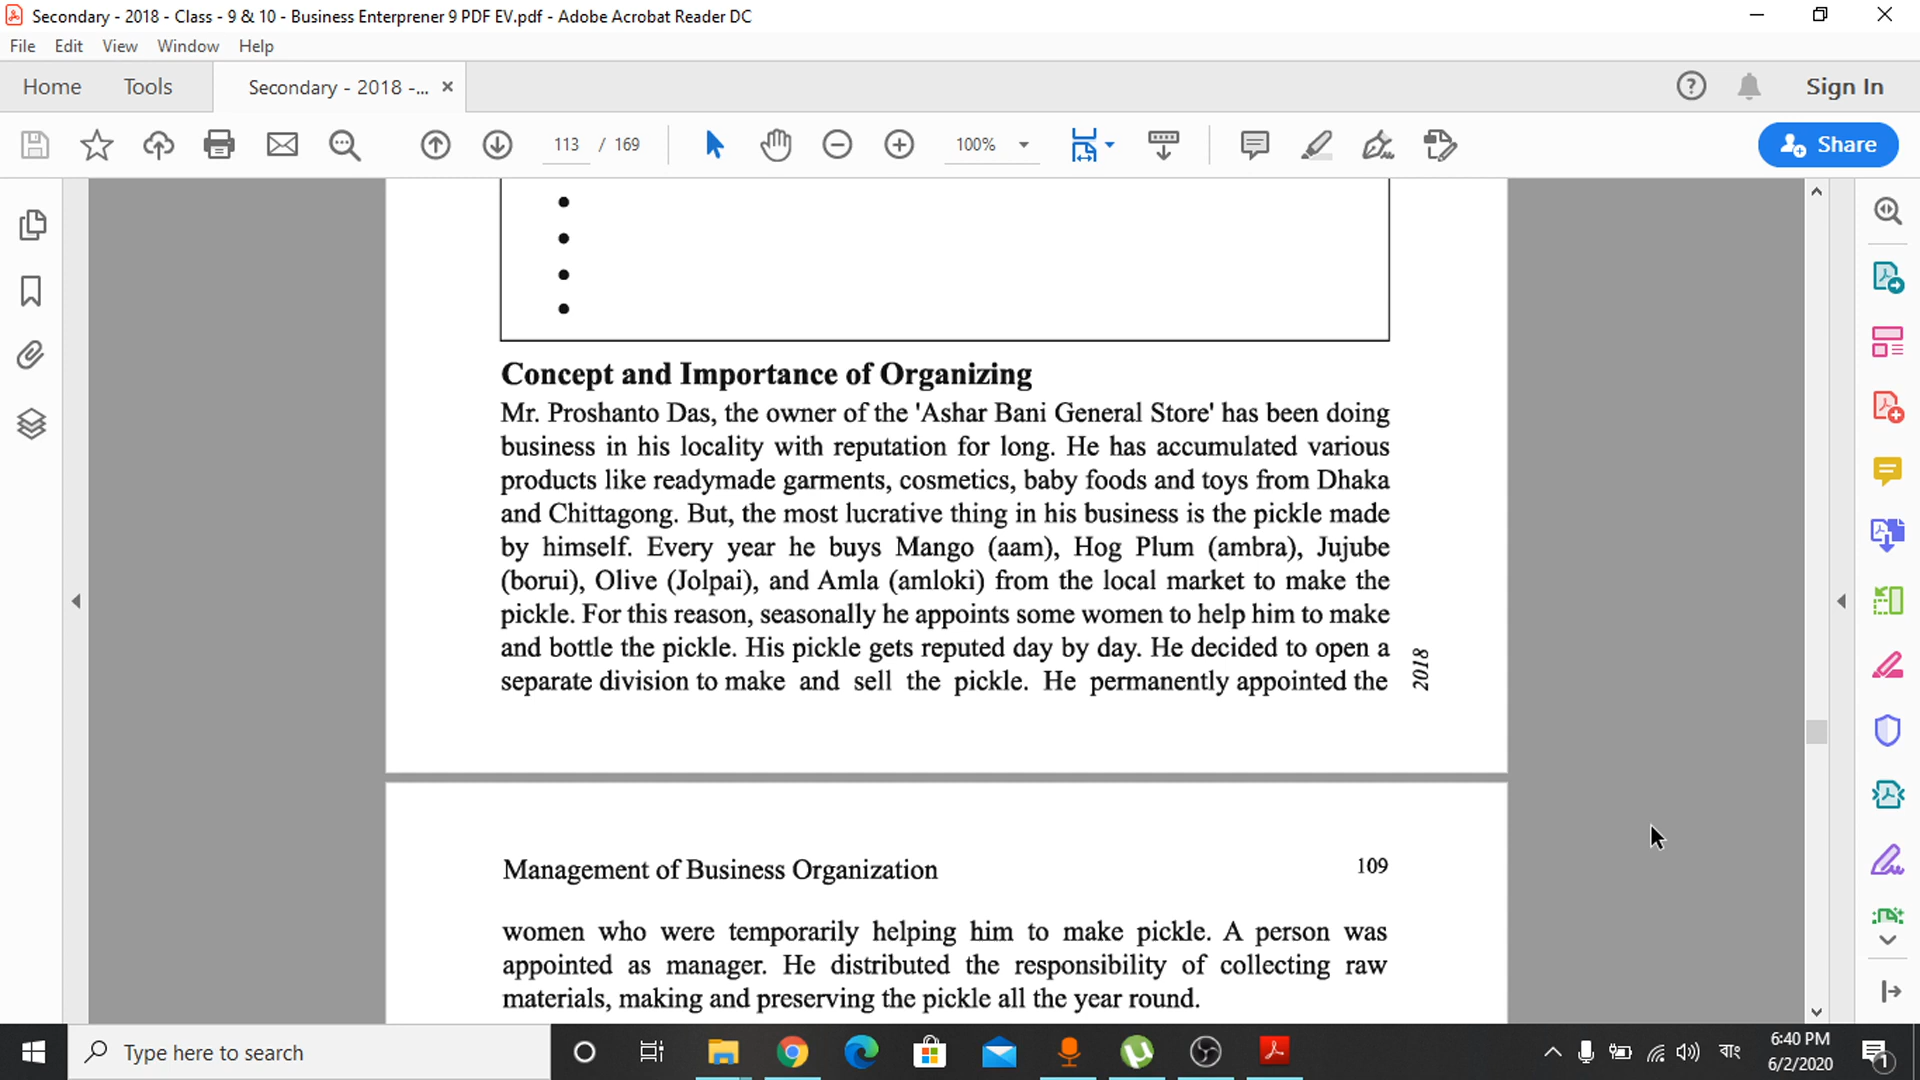 Secondary - 2018 - Class - 9 & 10 - Business Enterprener 9 PDF EV.pdf - Adobe Acrobat Reader DC
File Edit View Window Help
Home Tools Secondary - 2018 -... × Sign In
113 / 169 100% Share
Concept and Importance of Organizing
Mr. Proshanto Das, the owner of the 'Ashar Bani General Store' has been doing
business in his locality with reputation for long. He has accumulated various
products like readymade garments, cosmetics, baby foods and toys from Dhaka
and Chittagong. But, the most lucrative thing in his business is the pickle made
by himself. Every year he buys Mango (aam), Hog Plum (ambra), Jujube
(borui), Olive (Jolpai), and Amla (amloki) from the local market to make the
pickle. For this reason, seasonally he appoints some women to help him to make
and bottle the pickle. His pickle gets reputed day by day. He decided to open a
separate division to make and sell the pickle. He permanently appointed the
2018
Management of Business Organization 109
women who were temporarily helping him to make pickle. A person was
appointed as manager. He distributed the responsibility of collecting raw
materials, making and preserving the pickle all the year round.
Type here to search
বাং
6:40 PM
6/2/2020
1